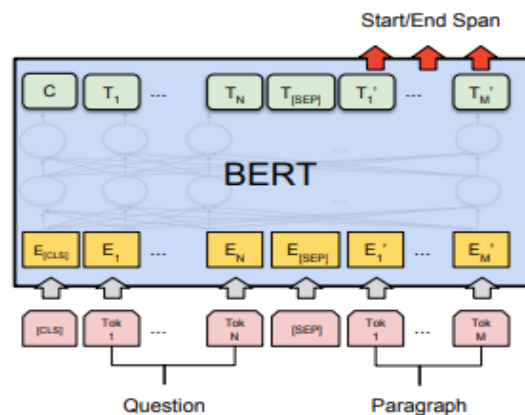 Start/End Span
C T1 ... TN T[SEP] T1' ... TM'
...
BERT
...
E[CLS] E1 ... EN E[SEP] E1' ... EM'
[CLS] Tok 1 ... Tok N [SEP] Tok 1 ... Tok M
Question Paragraph